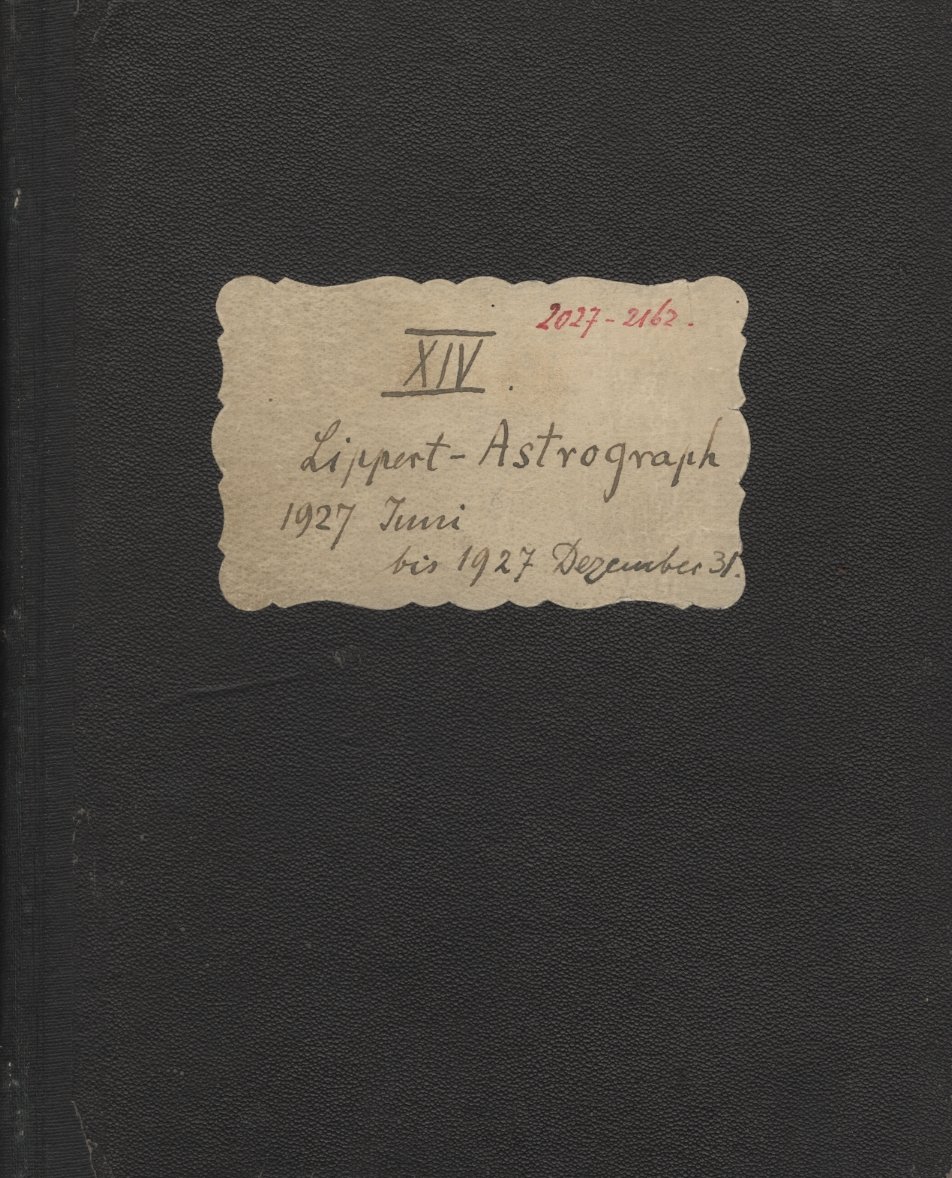 2027-2162.
XIV.
Lippert-Astrograph
1927 Juni
bis 1927 Dezember 31.